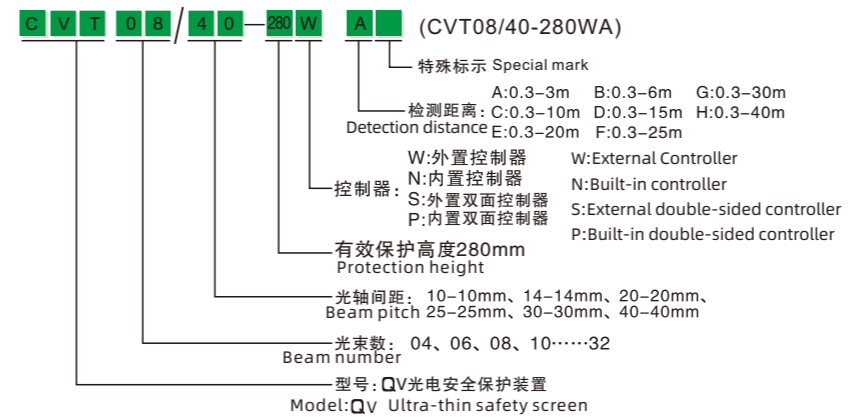 CVT08/40-280W A (CVT08/40-280WA)
特殊标示 Special mark
A:0.3-3m B:0.3-6m G:0.3-30m
检测距离: C:0.3-10m D:0.3-15m H:0.3-40m
Detection distance E:0.3-20m F:0.3-25m
控制器:
W:外置控制器 W:External Controller
N:内置控制器 N:Built-in controller
S:外置双面控制器 S:External double-sided controller
P:内置双面控制器 P:Built-in double-sided controller
有效保护高度280mm
Protection height
光轴间距: 10-10mm、14-14mm、20-20mm、
Beam pitch 25-25mm、30-30mm、40-40mm
光束数: 04、06、08、10……32
Beam number
型号:QV光电安全保护装置
Model:QV Ultra-thin safety screen